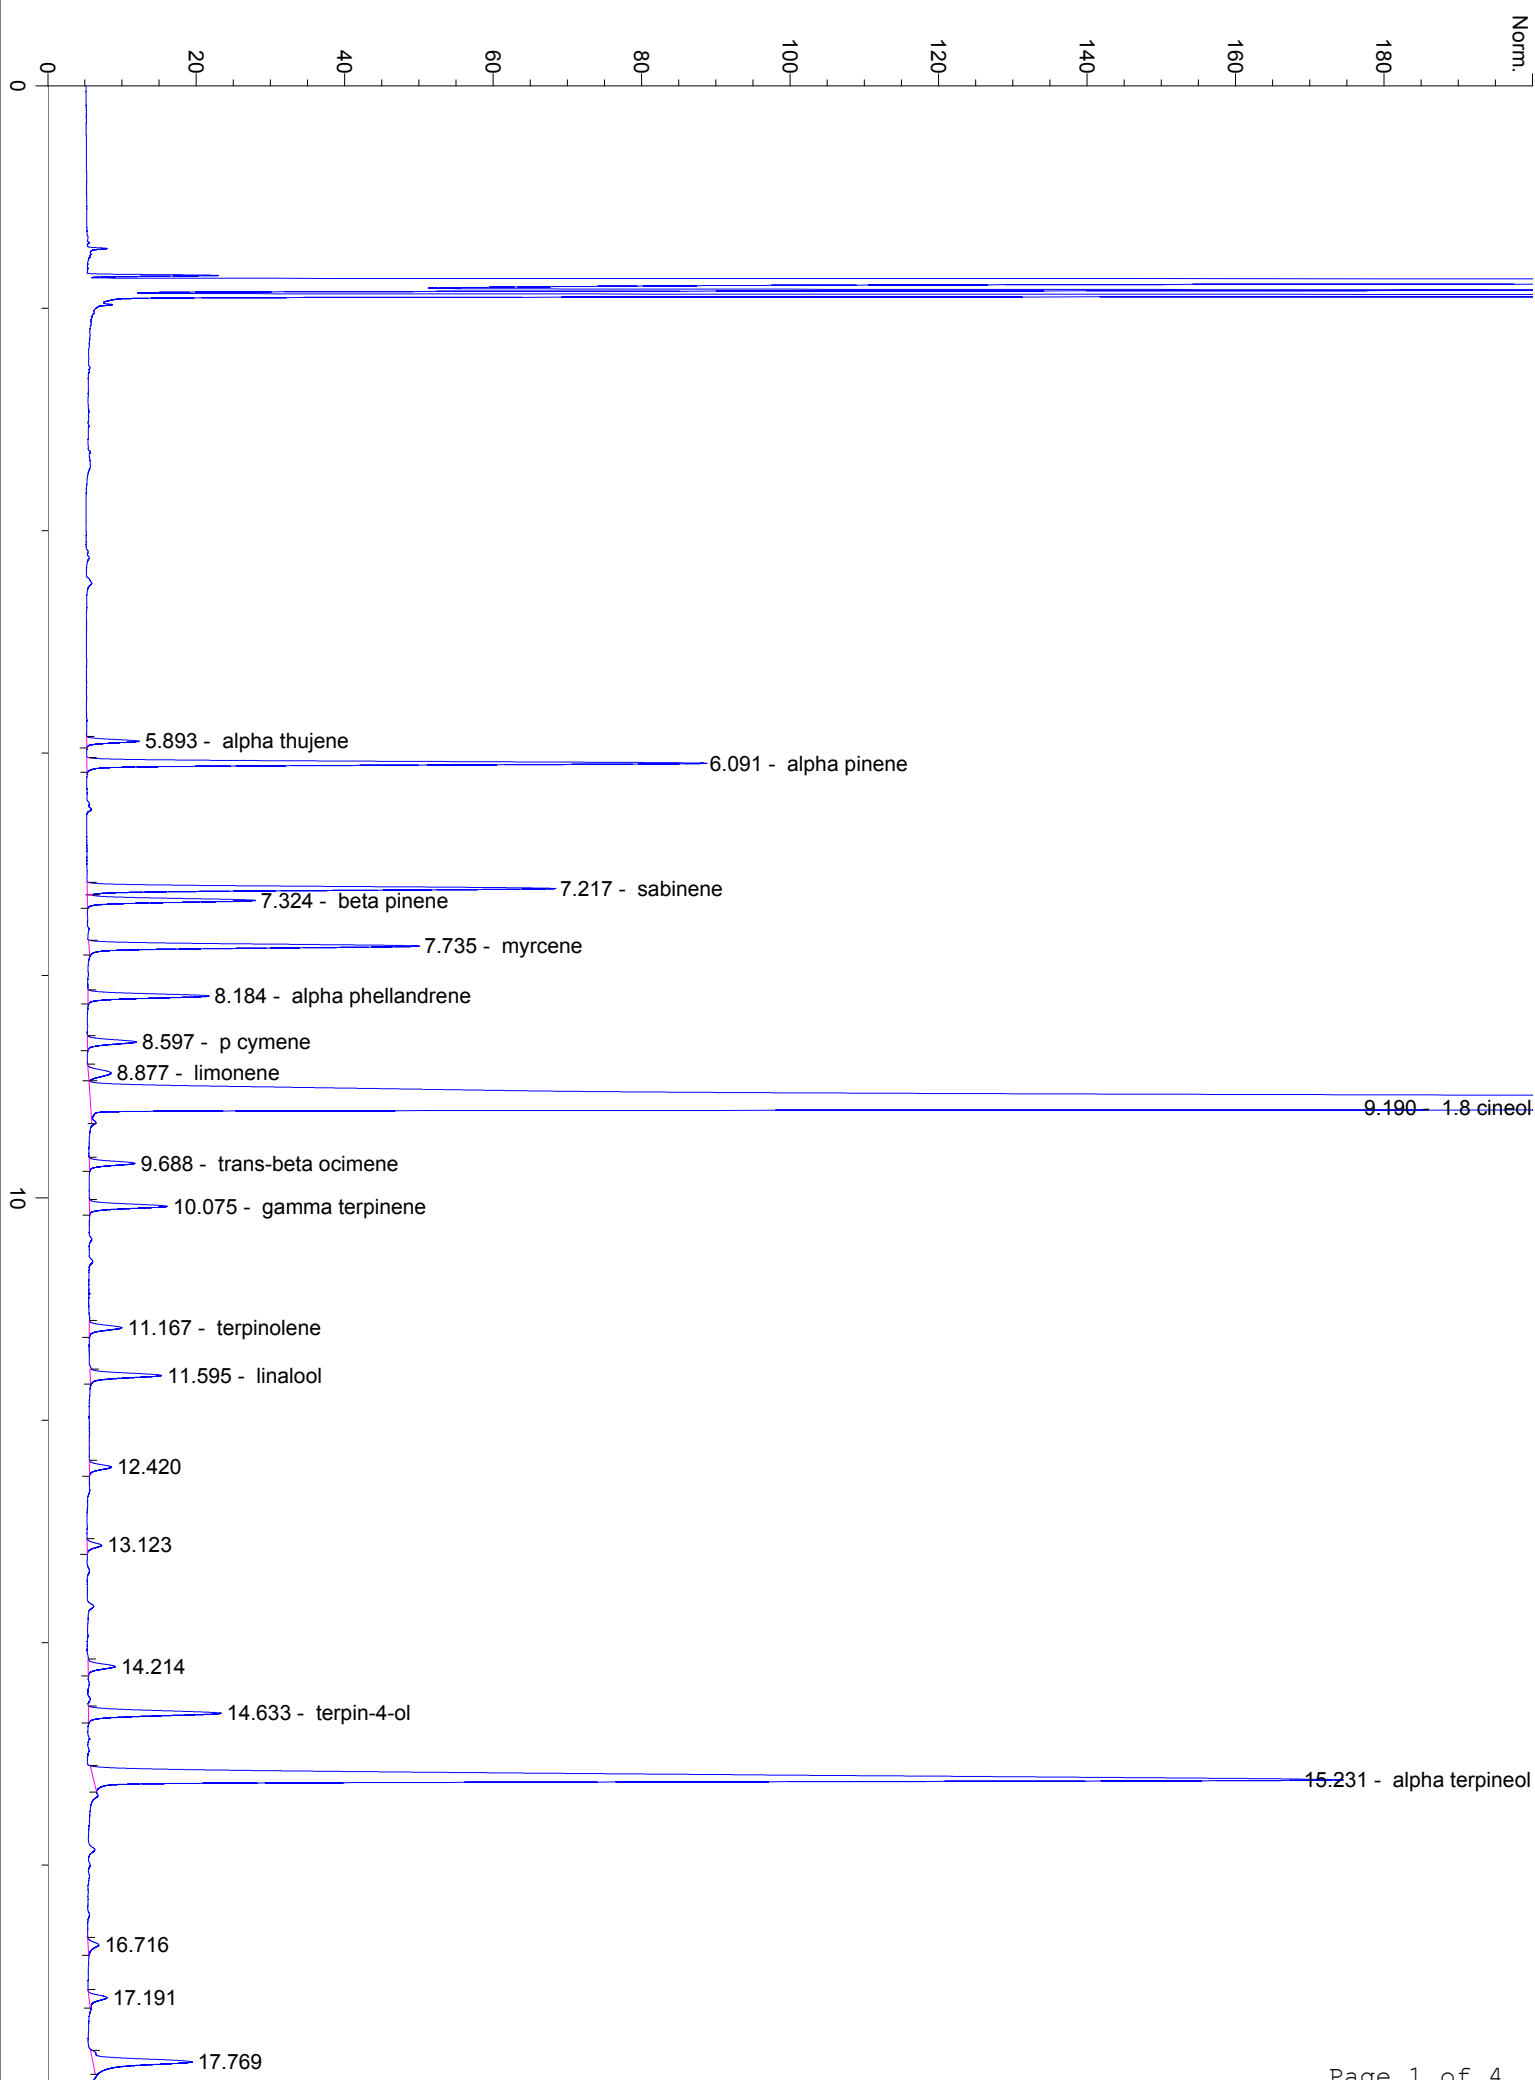 Norm.
0
20
40
60
80
100
120
140
160
180
0
5.893 - alpha thujene
6.091 - alpha pinene
7.217 - sabinene
7.324 - beta pinene
7.735 - myrcene
8.184 - alpha phellandrene
8.597 - p cymene
8.877 - limonene
9.190 - 1.8 cineol
9.688 - trans-beta ocimene
10
10.075 - gamma terpinene
11.167 - terpinolene
11.595 - linalool
12.420
13.123
14.214
14.633 - terpin-4-ol
15.231 - alpha terpineol
16.716
17.191
17.769
Page 1 of 4